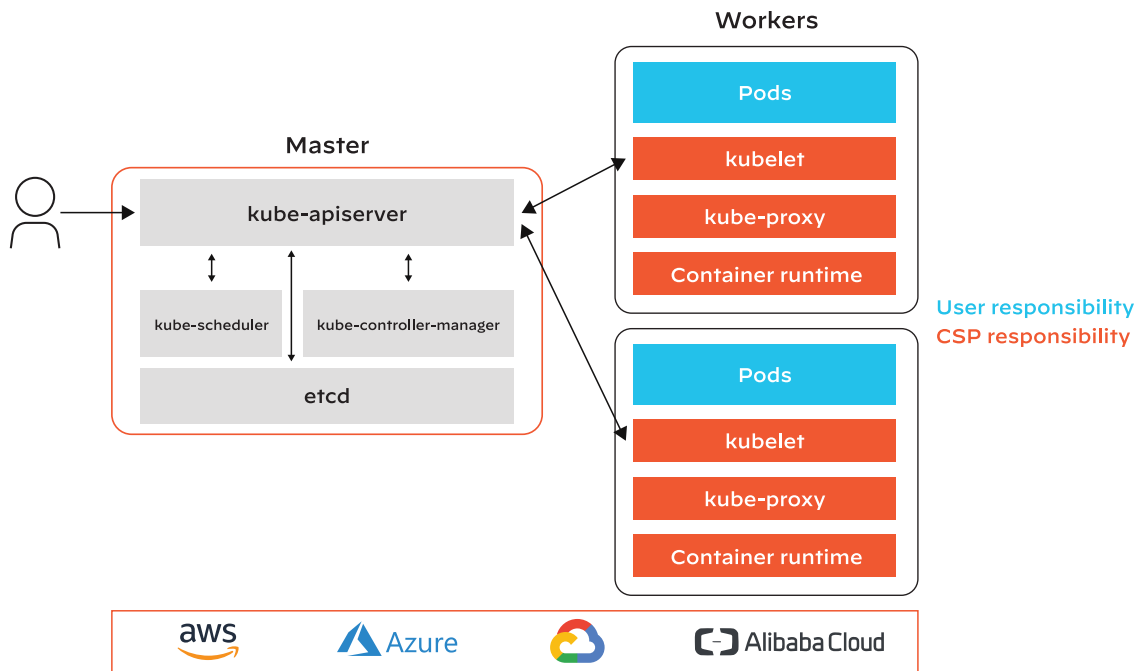 Workers
Pods
Master
kubelet
kube-apiserver
kube-proxy
Container runtime
kube-scheduler
kube-controller-manager
User responsibility
CSP responsibility
Pods
etcd
kubelet
kube-proxy
Container runtime
aws
Azure
Alibaba Cloud